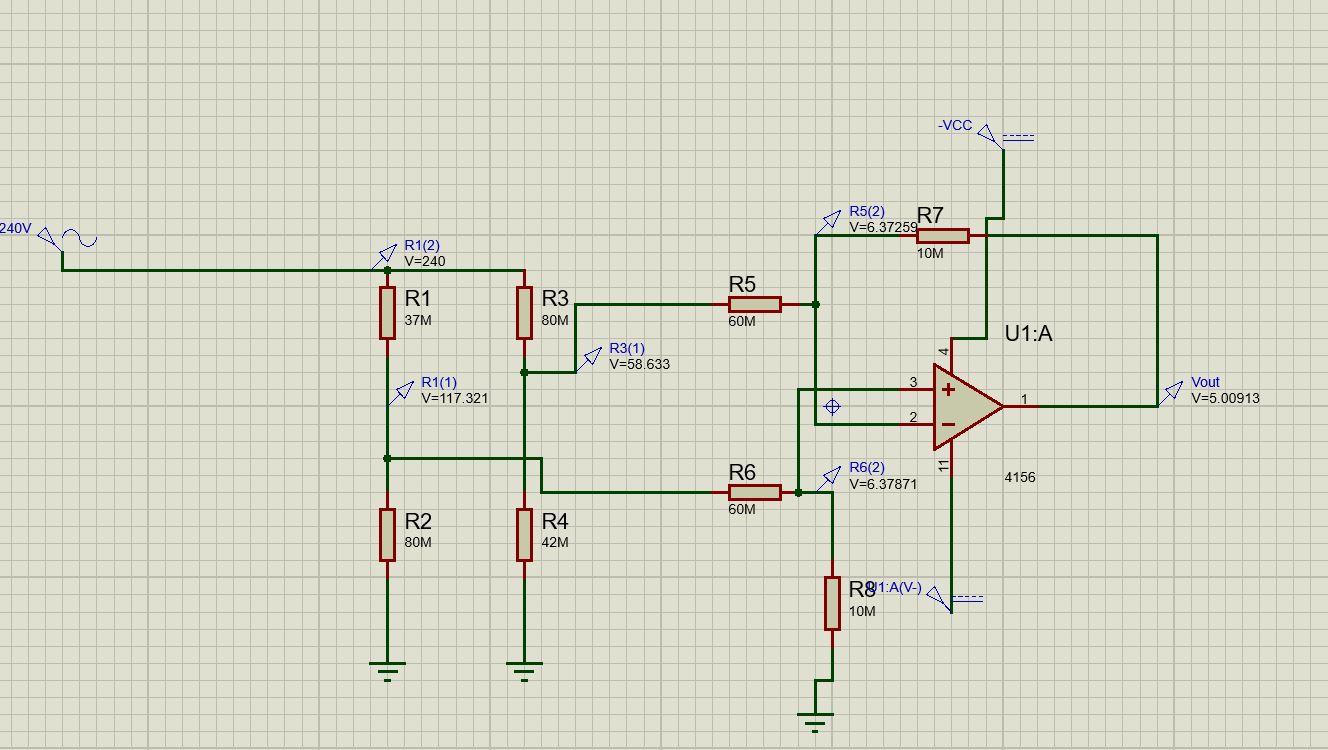 -VCC
240V
R5(2)
V=6.37259
R7
10M
R1(2)
V=240
R1
37M
R3
80M
R5
60M
R3(1)
V=58.633
U1:A
4
3
2
1
11
4156
R1(1)
V=117.321
Vout
V=5.00913
R6
60M
R6(2)
V=6.37871
R2
80M
R4
42M
R8
10M
U1:A(V-)